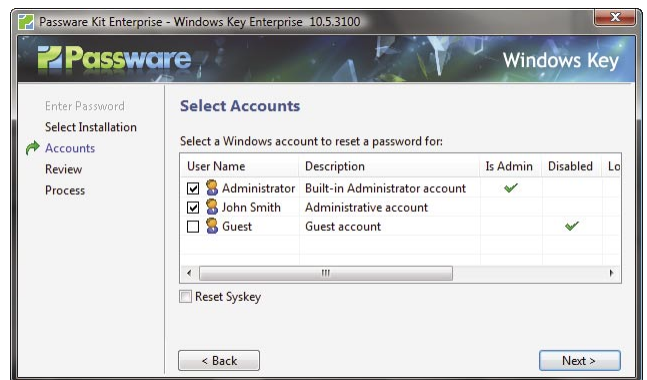 Passware Kit Enterprise - Windows Key Enterprise 10.5.3100
Passware
Windows Key
Enter Password
Select Installation
Accounts
Review
Process
Select Accounts
Select a Windows account to reset a password for:
User Name Description Is Admin Disabled Lo
Administrator Built-in Administrator account
John Smith Administrative account
Guest Guest account
Reset Syskey
< Back Next >